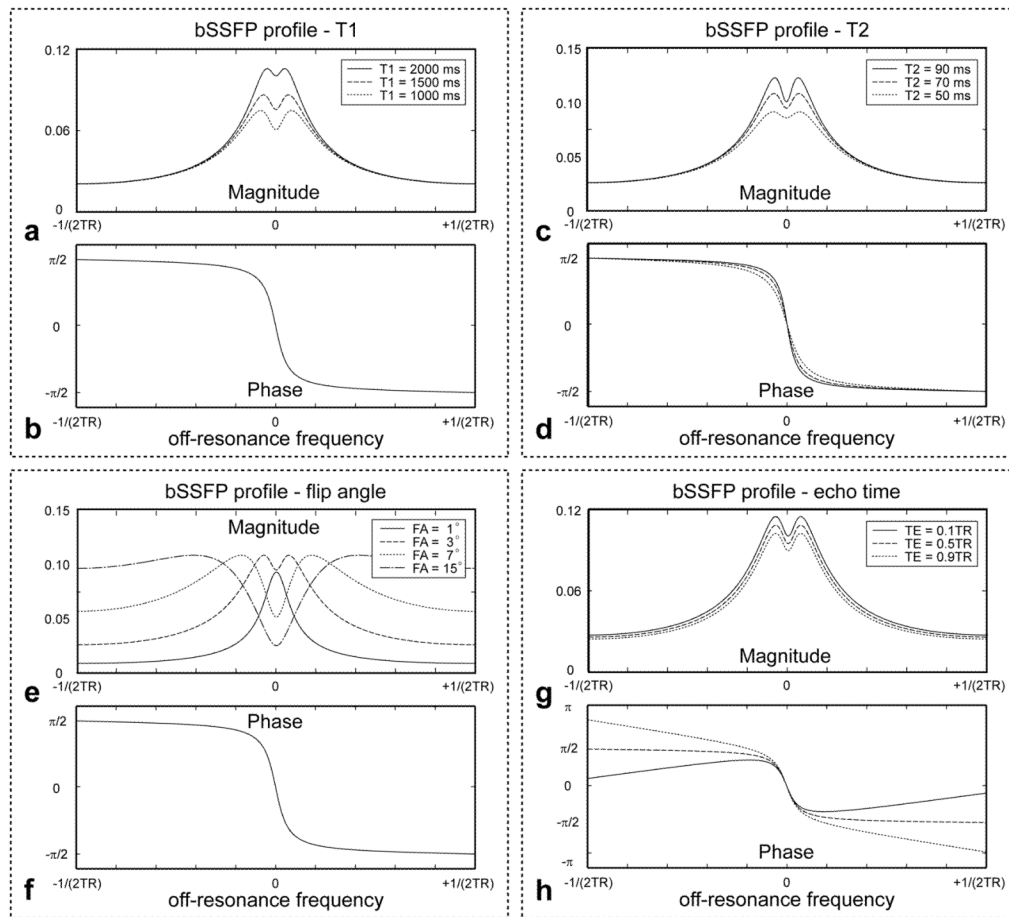 bSSFP profile - T1
0.12
0.06
0
T1 = 2000 ms
T1 = 1500 ms
T1 = 1000 ms
Magnitude
a
-1/(2TR)
0
+1/(2TR)
π/2
0
-π/2
Phase
b
-1/(2TR)
0
+1/(2TR)
off-resonance frequency
bSSFP profile - T2
0.15
0.10
0.05
0
T2 = 90 ms
T2 = 70 ms
T2 = 50 ms
Magnitude
c
-1/(2TR)
0
+1/(2TR)
π/2
0
-π/2
Phase
d
-1/(2TR)
0
+1/(2TR)
off-resonance frequency
bSSFP profile - flip angle
0.15
0.10
0.05
0
Magnitude
FA = 1°
FA = 3°
FA = 7°
FA = 15°
e
-1/(2TR)
0
+1/(2TR)
Phase
π/2
0
-π/2
f
-1/(2TR)
0
+1/(2TR)
off-resonance frequency
bSSFP profile - echo time
0.12
0.06
0
TE = 0.1TR
TE = 0.5TR
TE = 0.9TR
Magnitude
g
-1/(2TR)
0
+1/(2TR)
π
π/2
0
-π/2
-π
Phase
h
-1/(2TR)
0
+1/(2TR)
off-resonance frequency